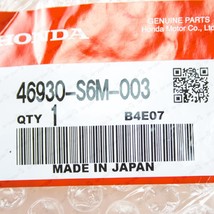 HONDA
GENUINE
PARTS
Honda Motor Co., Ltd.
46930-S6M-003
QTY 1 B4E07
MADE IN JAPAN